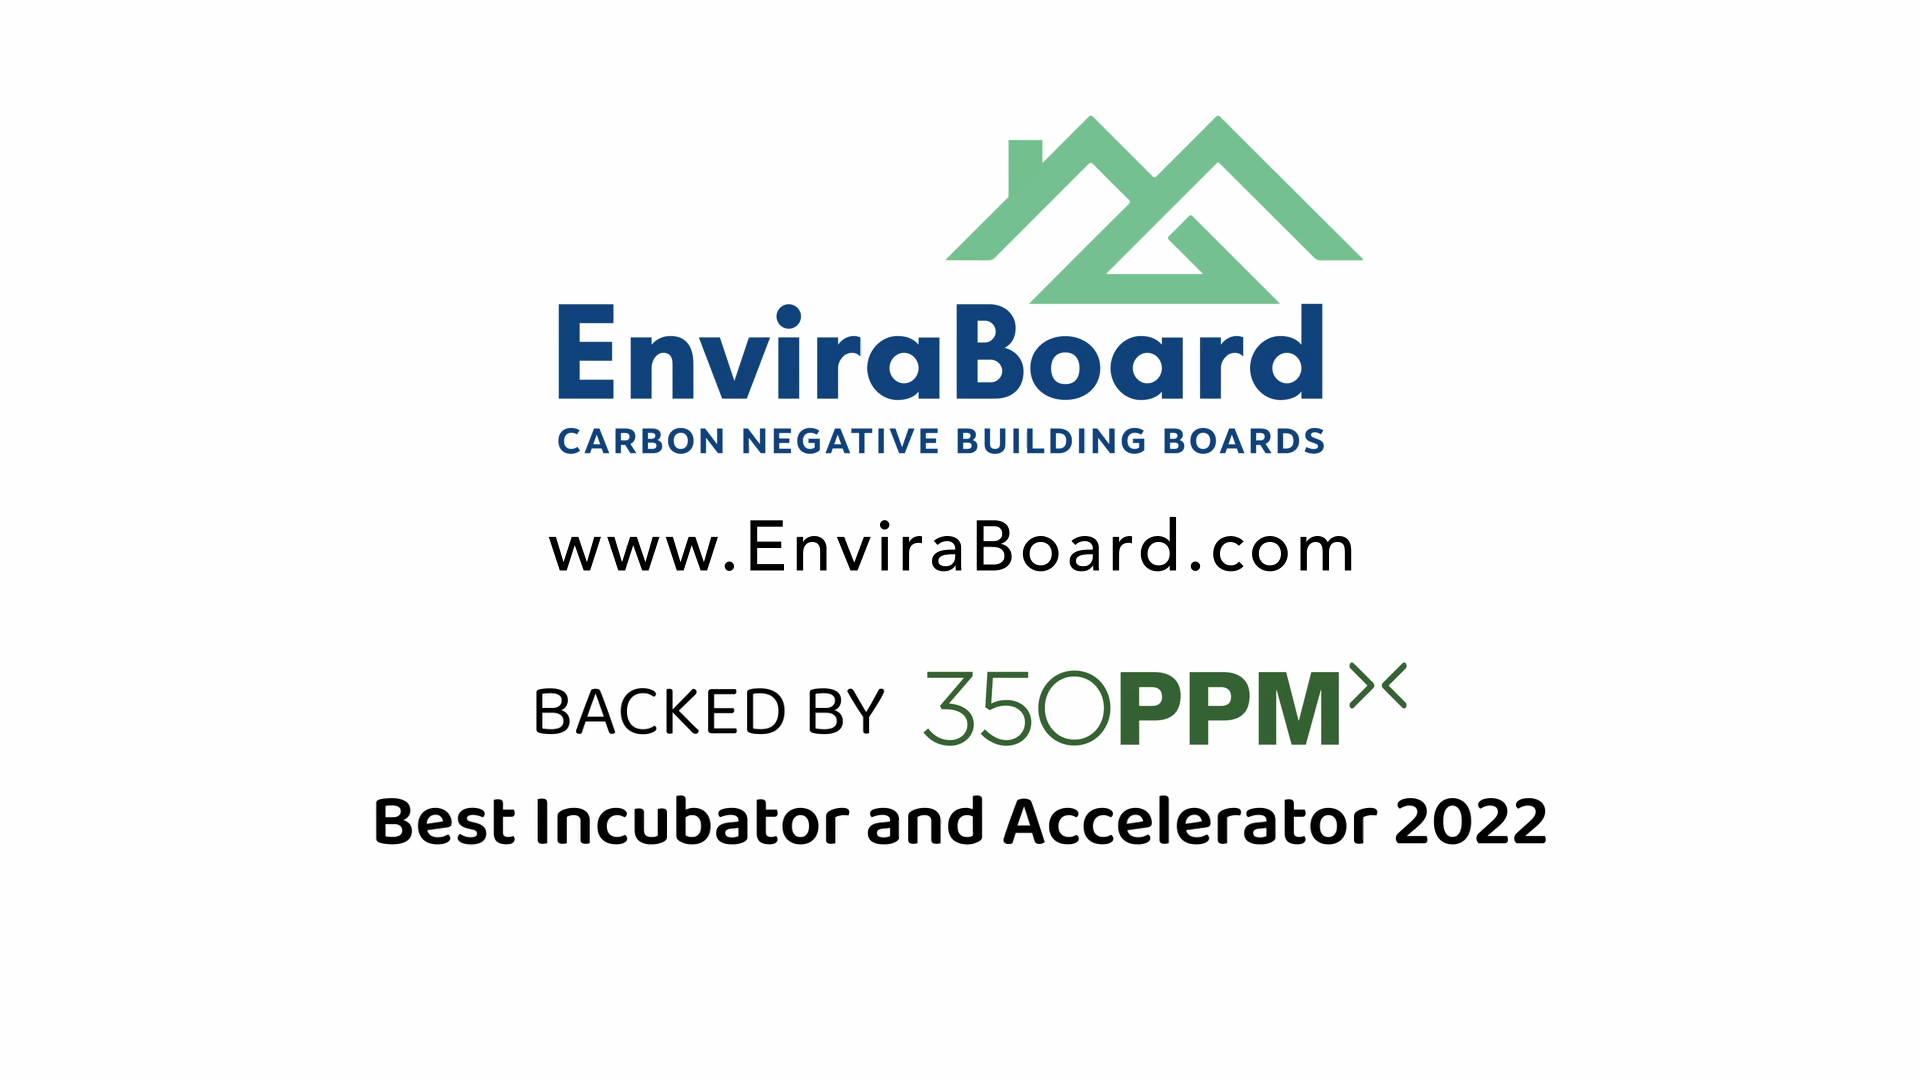 EnviraBoard
CARBON NEGATIVE BUILDING BOARDS
www.EnviraBoard.com
BACKED BY 350PPM
Best Incubator and Accelerator 2022